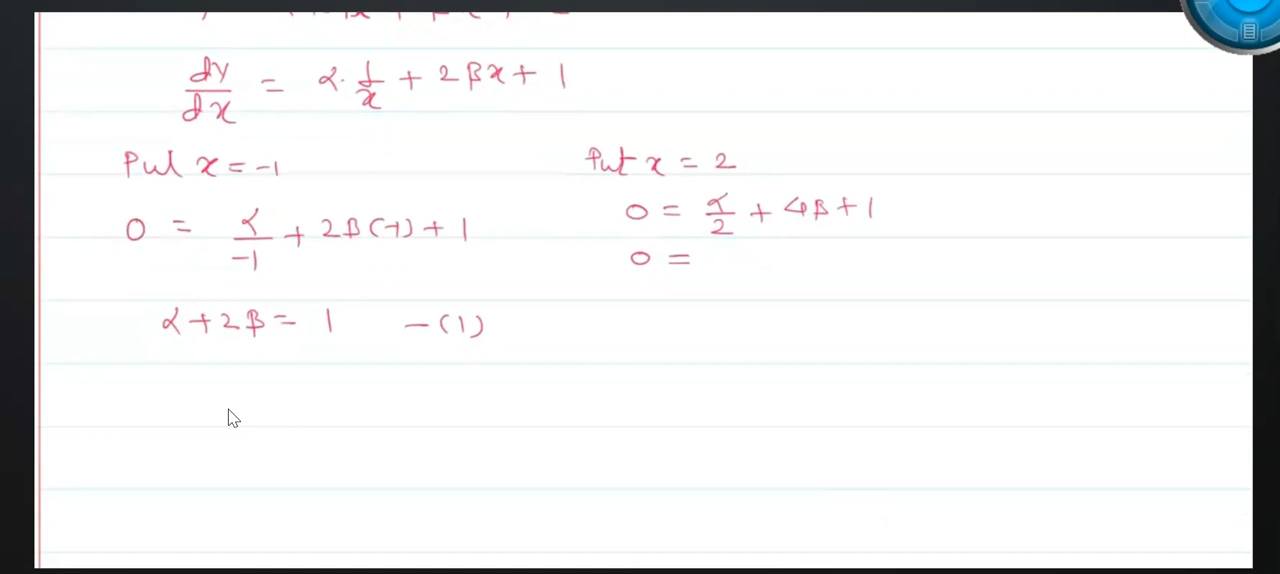 dy/dx = α · 1/x + 2βx + 1
Put x = -1
0 = α/-1 + 2β(-1) + 1
α + 2β = 1 - (1)
Put x = 2
0 = α/2 + 4β + 1
0 =